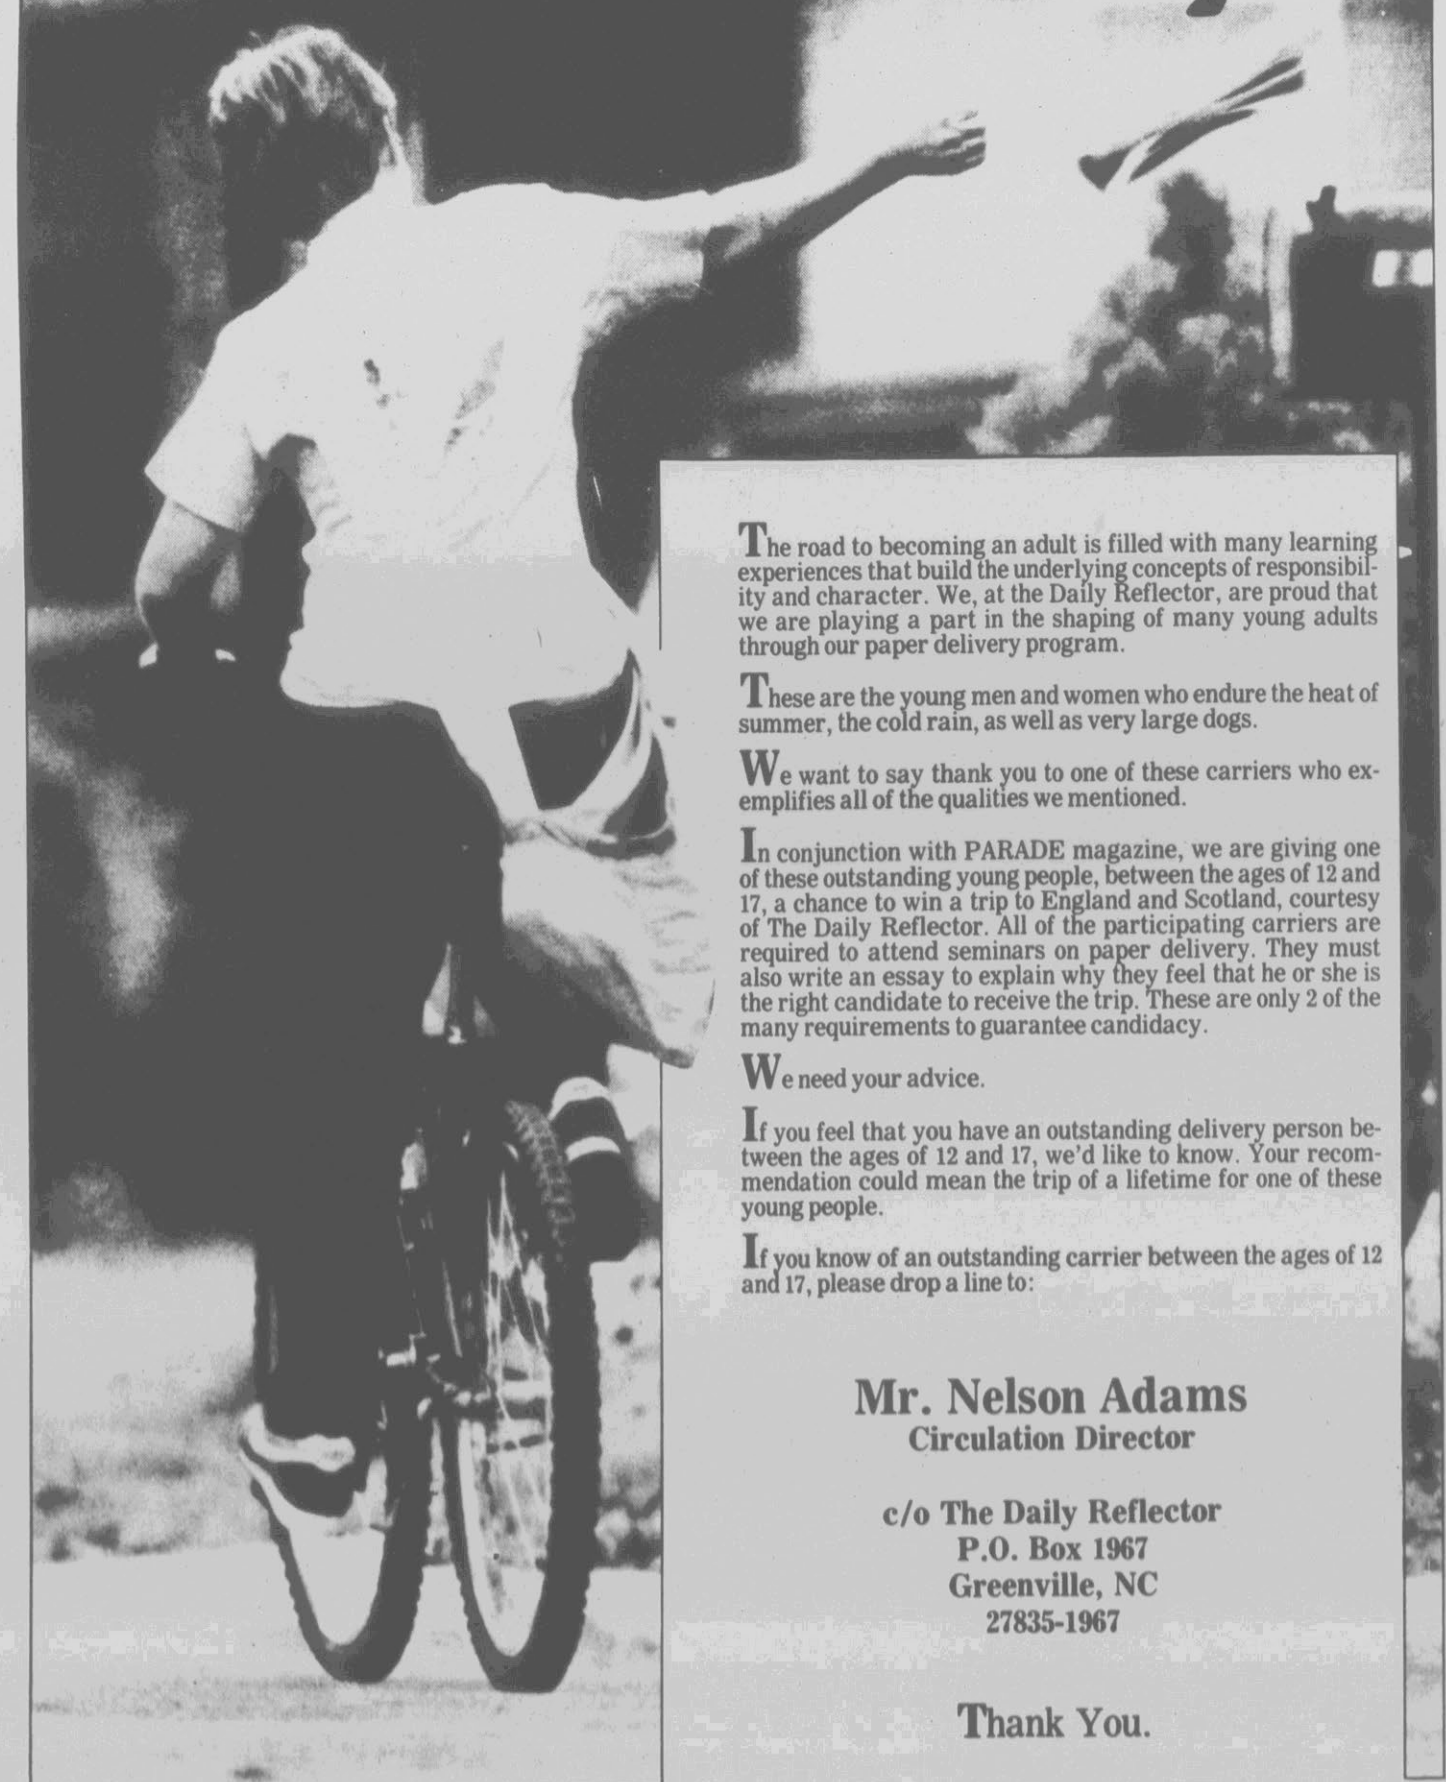 The road to becoming an adult is filled with many learning
experiences that build the underlying concepts of responsibil-
ity and character. We, at the Daily Reflector, are proud that
we are playing a part in the shaping of many young adults
through our paper delivery program.
These are the young men and women who endure the heat of
summer, the cold rain, as well as very large dogs.
We want to say thank you to one of these carriers who ex-
emplifies all of the qualities we mentioned.
In conjunction with PARADE magazine, we are giving one
of these outstanding young people, between the ages of 12 and
17, a chance to win a trip to England and Scotland, courtesy
of The Daily Reflector. All of the participating carriers are
required to attend seminars on paper delivery. They must
also write an essay to explain why they feel that he or she is
the right candidate to receive the trip. These are only 2 of the
many requirements to guarantee candidacy.
We need your advice.
If you feel that you have an outstanding delivery person be-
tween the ages of 12 and 17, we'd like to know. Your recom-
mendation could mean the trip of a lifetime for one of these
young people.
If you know of an outstanding carrier between the ages of 12
and 17, please drop a line to:
Mr. Nelson Adams
Circulation Director
c/o The Daily Reflector
P.O. Box 1967
Greenville, NC
27835-1967
Thank You.